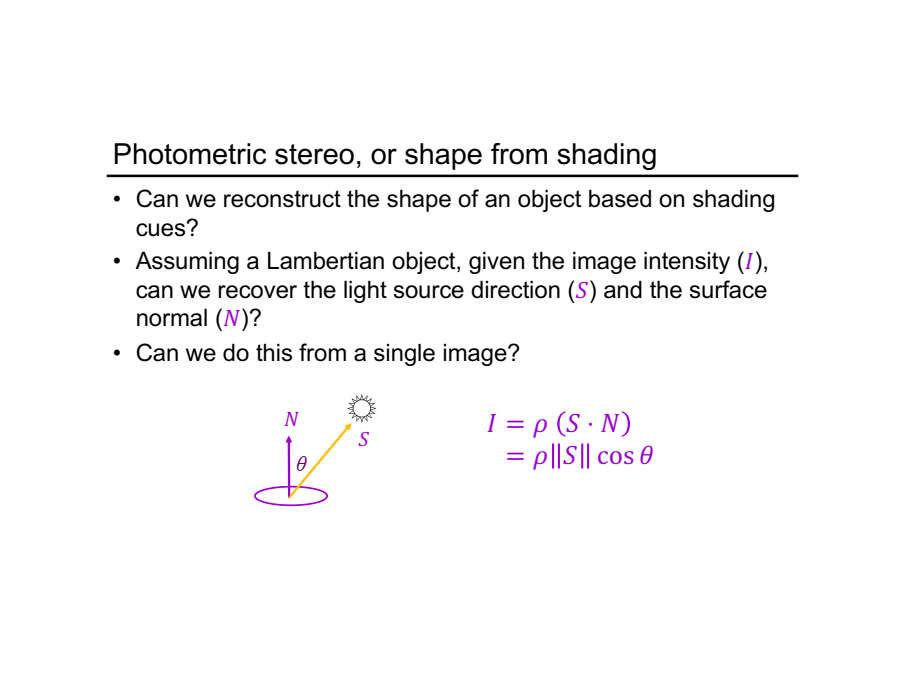 Photometric stereo, or shape from shading
• Can we reconstruct the shape of an object based on shading
cues?
• Assuming a Lambertian object, given the image intensity (𝐼),
can we recover the light source direction (𝑆) and the surface
normal (𝑁)?
• Can we do this from a single image?
𝑁
𝑆
𝜃
𝐼 = 𝜌 (𝑆 · 𝑁)
= 𝜌‖𝑆‖ cos 𝜃